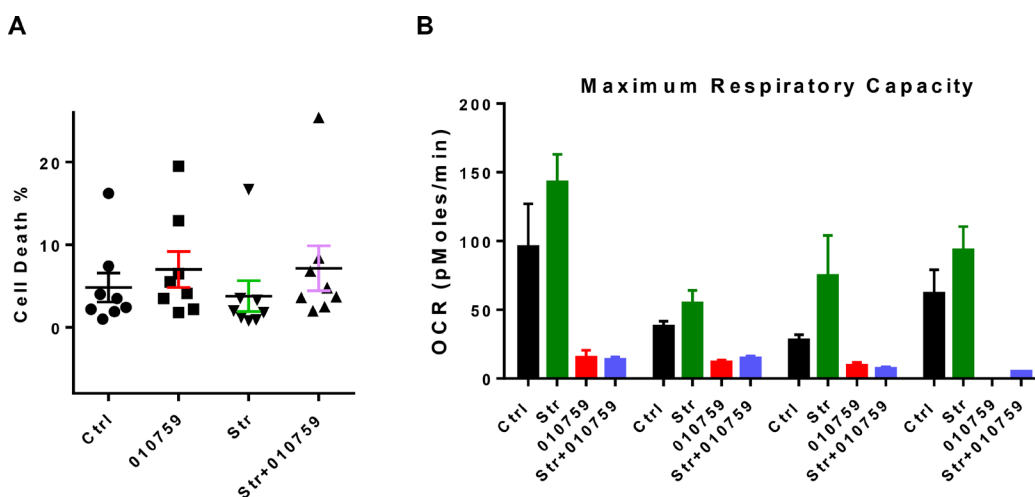 A
Cell Death %
20
10
0
Ctrl
010759
Str
Str+010759
B
Maximum Respiratory Capacity
OCR (pMoles/min)
200
150
100
50
0
Ctrl
Str
010759
Str+010759
Ctrl
Str
010759
Str+010759
Ctrl
Str
010759
Str+010759
Ctrl
Str
010759
Str+010759